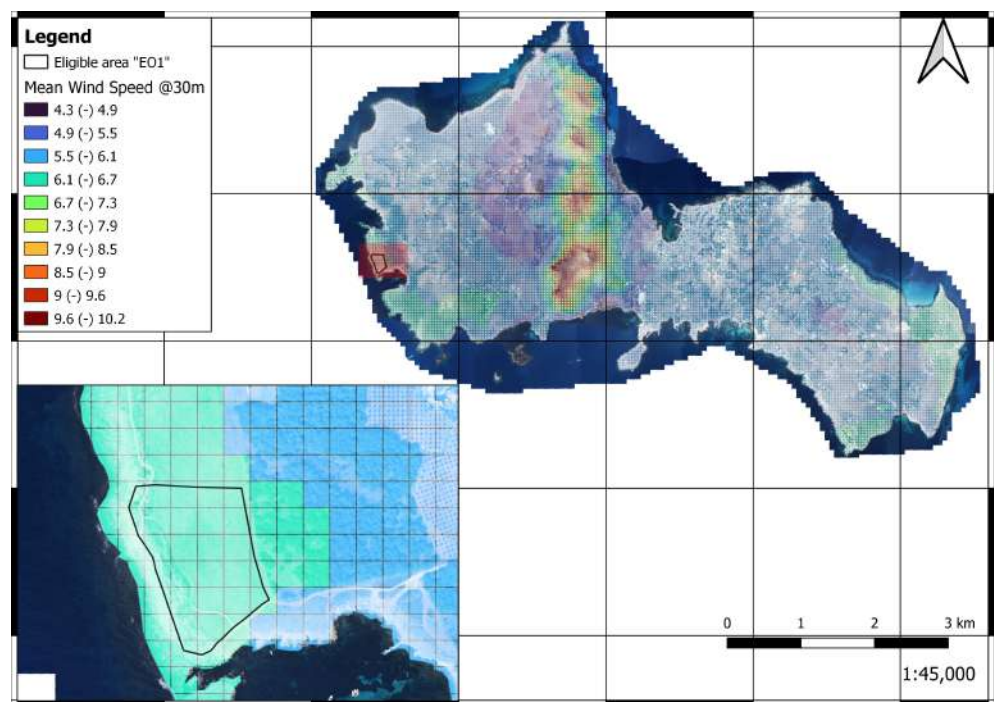 Legend
Eligible area "EO1"
Mean Wind Speed @30m
4.3 (-) 4.9
4.9 (-) 5.5
5.5 (-) 6.1
6.1 (-) 6.7
6.7 (-) 7.3
7.3 (-) 7.9
7.9 (-) 8.5
8.5 (-) 9
9 (-) 9.6
9.6 (-) 10.2
0 1 2 3 km
1:45,000